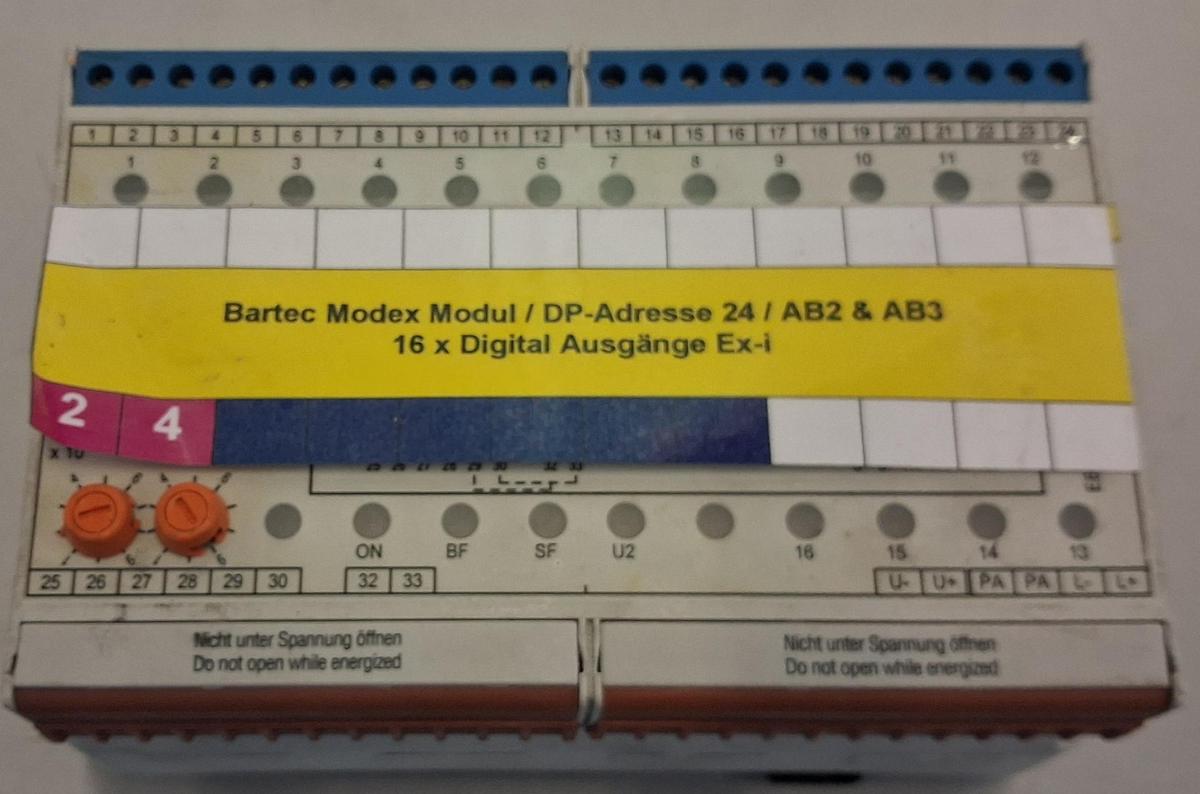 1 2 3 4 5 6 7 8 9 10 11 12 13 14 15 16 17 18 19 20 21 22 23 24
1 2 3 4 5 6 7 8 9 10 11 12
Bartec Modex Modul / DP-Adresse 24 / AB2 & AB3
16 x Digital Ausgänge Ex-i
2 4
x 10
ON BF SF U2 16 15 14 13
25 26 27 28 29 30 32 33 U- U+ PA PA L- L+
Nicht unter Spannung öffnen
Do not open while energized
Nicht unter Spannung öffnen
Do not open while energized